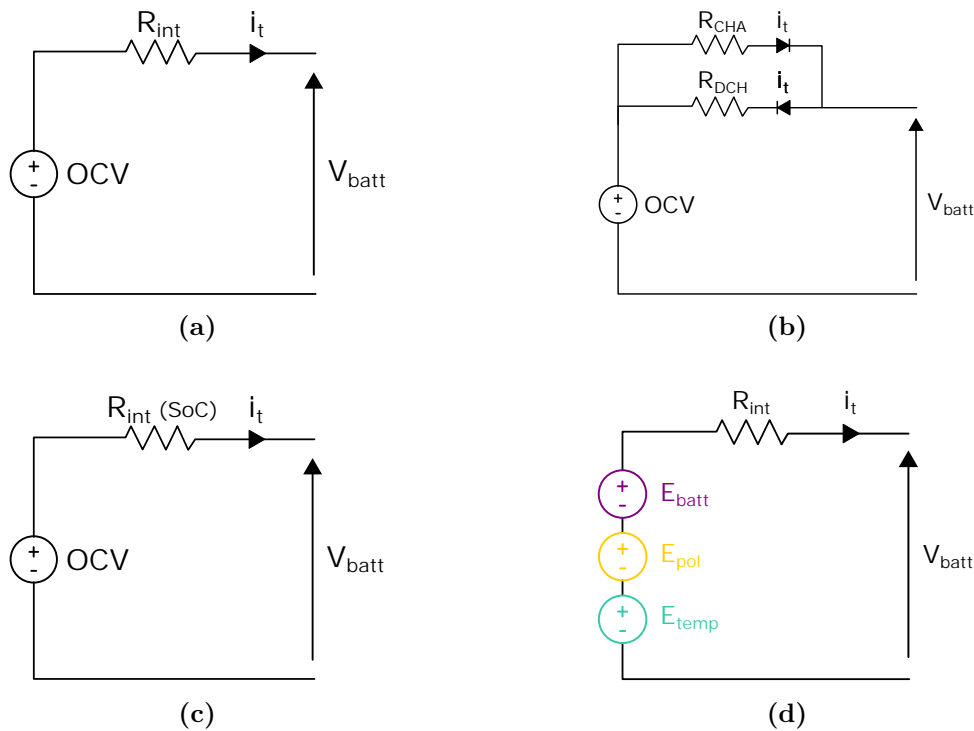 R_int i_t
OCV
V_batt
(a)
R_CHA i_t
R_DCH i_t
OCV
V_batt
(b)
R_int (SoC) i_t
OCV
V_batt
(c)
R_int i_t
E_batt
E_pol
E_temp
V_batt
(d)